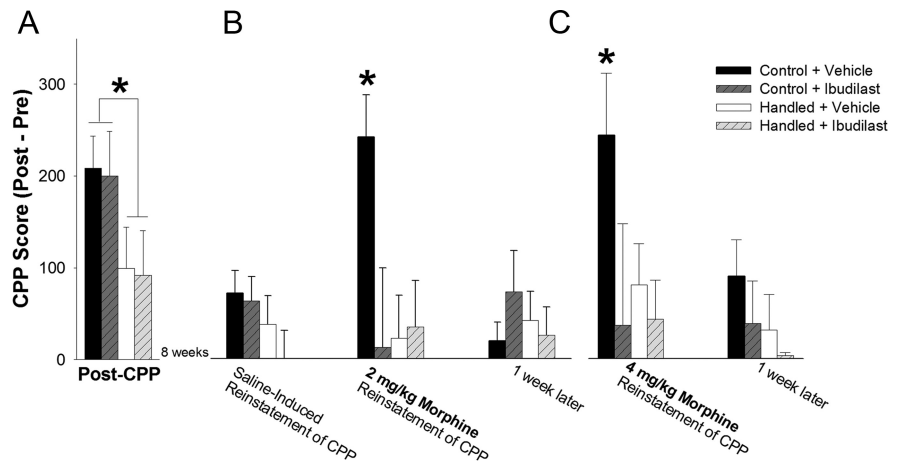 A
B
C
*
*
*
Control + Vehicle
Control + Ibudilast
Handled + Vehicle
Handled + Ibudilast
CPP Score (Post - Pre)
300
200
100
0
8 weeks
Post-CPP
Saline-Induced
Reinstatement of CPP
2 mg/kg Morphine
Reinstatement of CPP
1 week later
4 mg/kg Morphine
Reinstatement of CPP
1 week later